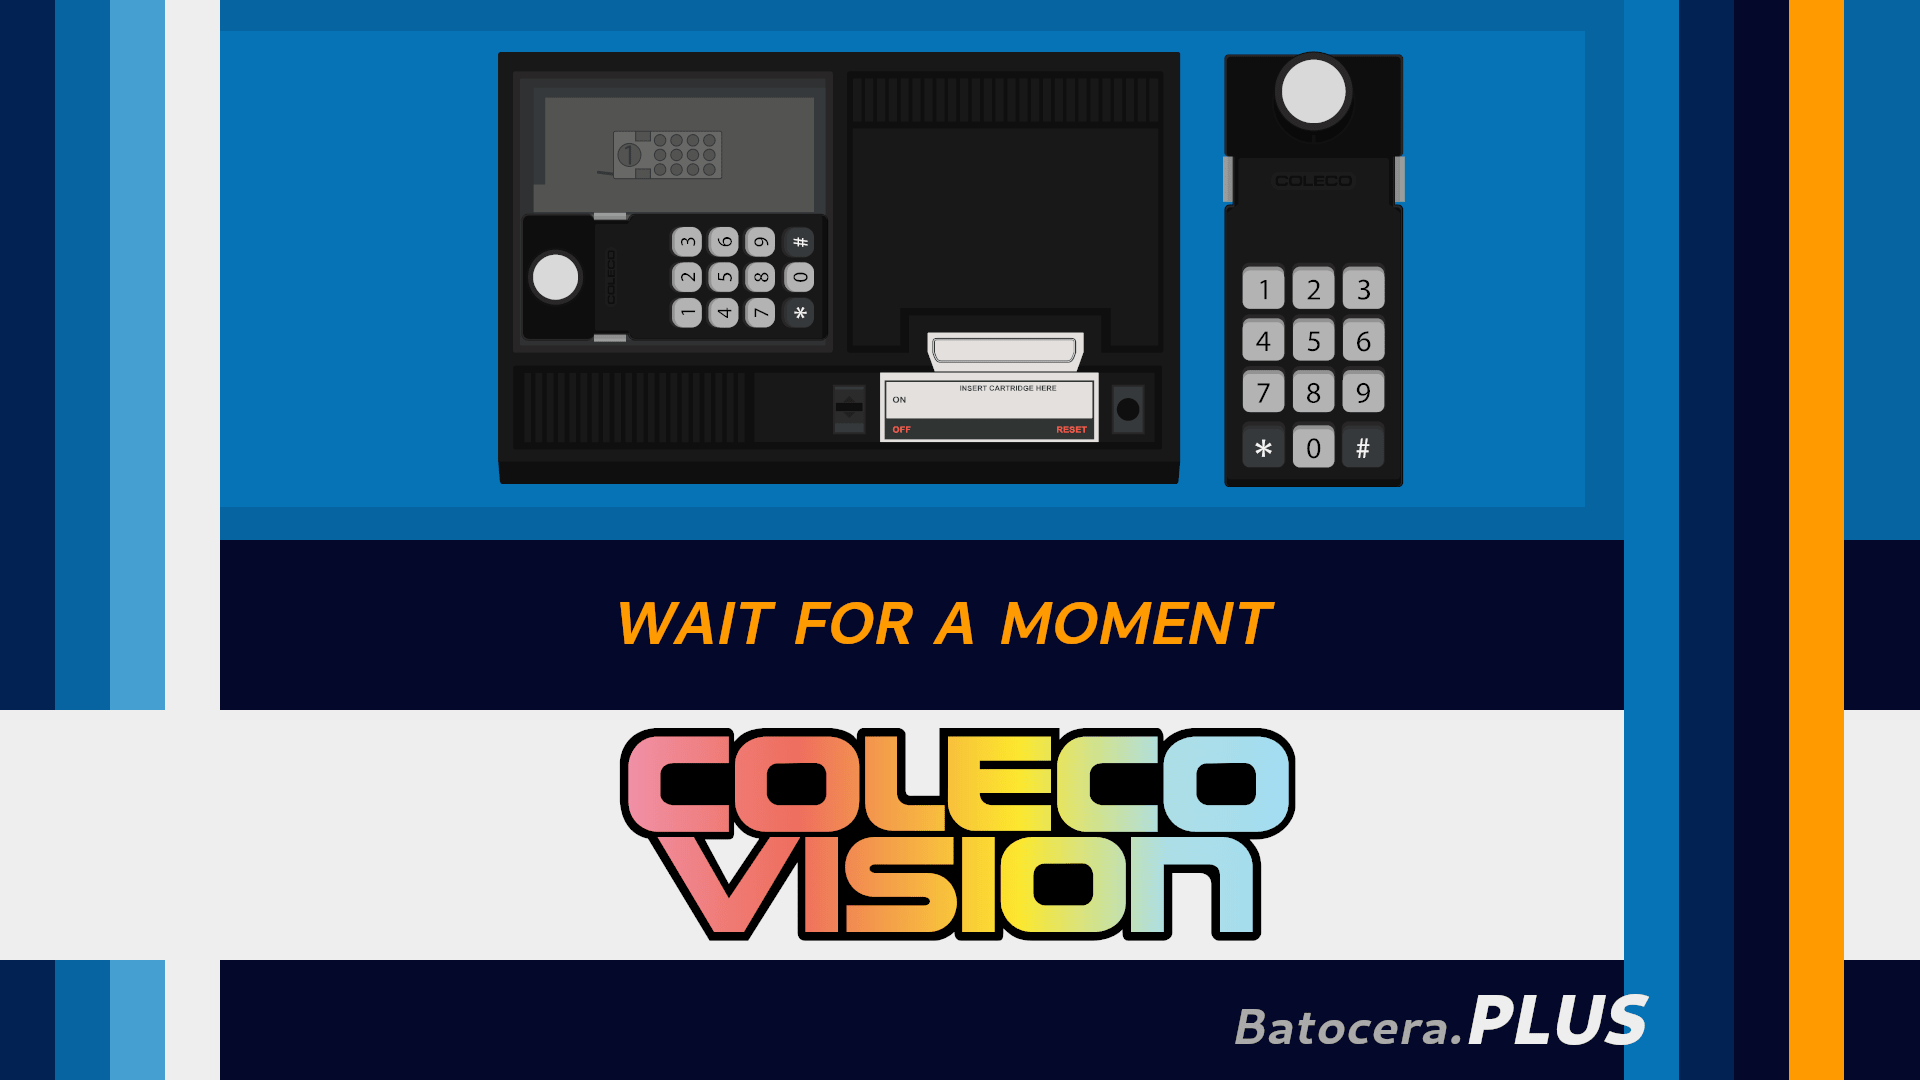 1
COLECO
3 6 9 #
2 5 8 0
1 4 7 *
INSERT CARTRIDGE HERE
ON
OFF RESET
COLECO
1 2 3
4 5 6
7 8 9
* 0 #
WAIT FOR A MOMENT
COLECO
VISION
Batocera.PLUS